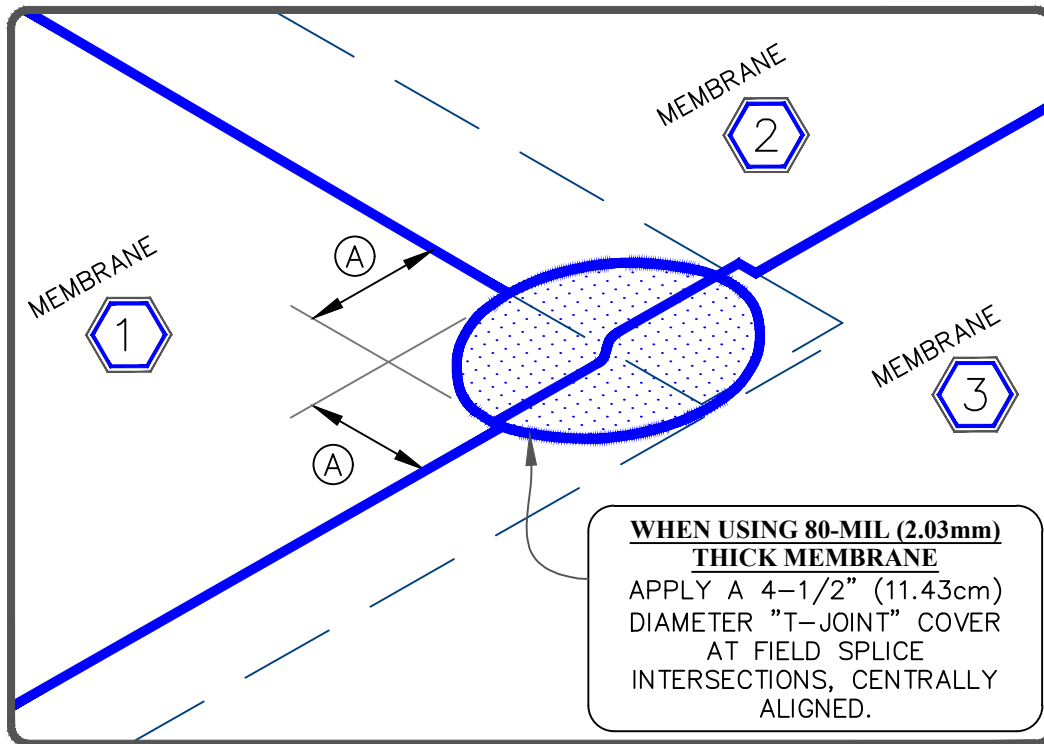 MEMBRANE
2
MEMBRANE
1
A
MEMBRANE
3
A
WHEN USING 80-MIL (2.03mm)
THICK MEMBRANE
APPLY A 4-1/2" (11.43cm)
DIAMETER "T-JOINT" COVER
AT FIELD SPLICE
INTERSECTIONS, CENTRALLY
ALIGNED.